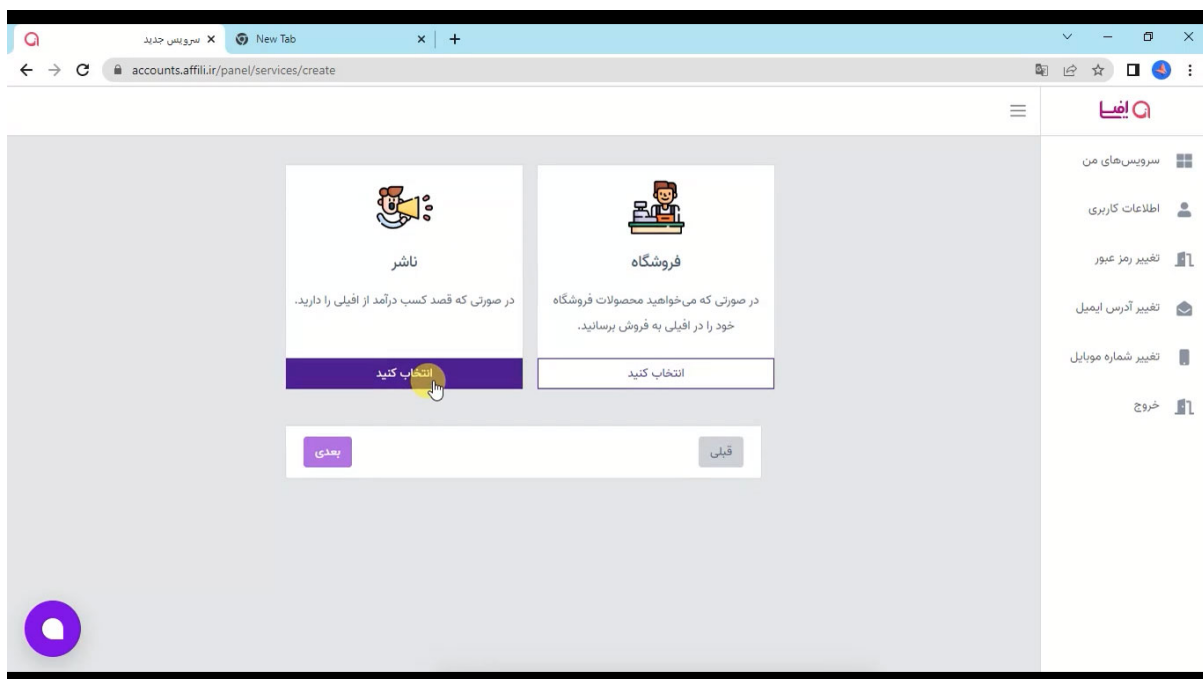 سرویس جدید
New Tab
accounts.affili.ir/panel/services/create
افیلی
سرویس‌های من
اطلاعات کاربری
تغییر رمز عبور
تغییر آدرس ایمیل
تغییر شماره موبایل
خروج
فروشگاه
در صورتی که می‌خواهید محصولات فروشگاه
خود را در افیلی به فروش برسانید.
انتخاب کنید
ناشر
در صورتی که قصد کسب درآمد از افیلی را دارید.
انتخاب کنید
قبلی
بعدی